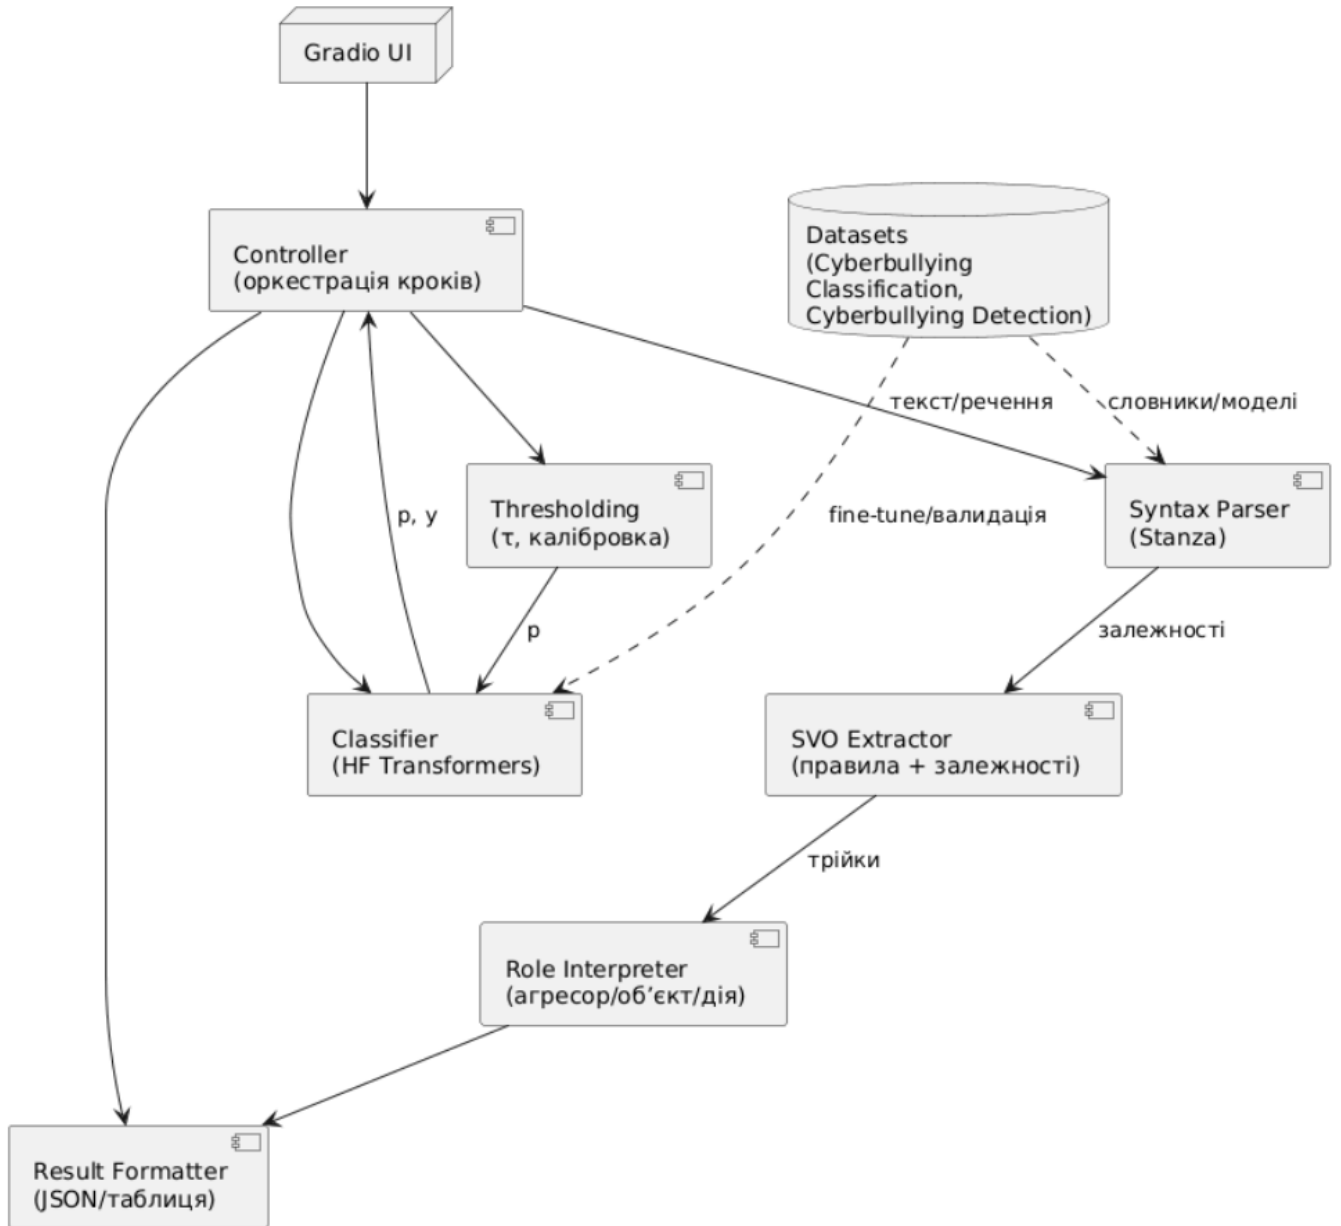 Gradio UI
Controller
(оркестрація кроків)
Datasets
(Cyberbullying
Classification,
Cyberbullying Detection)
текст/речення
словники/моделі
Thresholding
(τ, калібровка)
p, y
fine-tune/валидація
Syntax Parser
(Stanza)
p
залежності
Classifier
(HF Transformers)
SVO Extractor
(правила + залежності)
трійки
Role Interpreter
(агресор/об’єкт/дія)
Result Formatter
(JSON/таблиця)